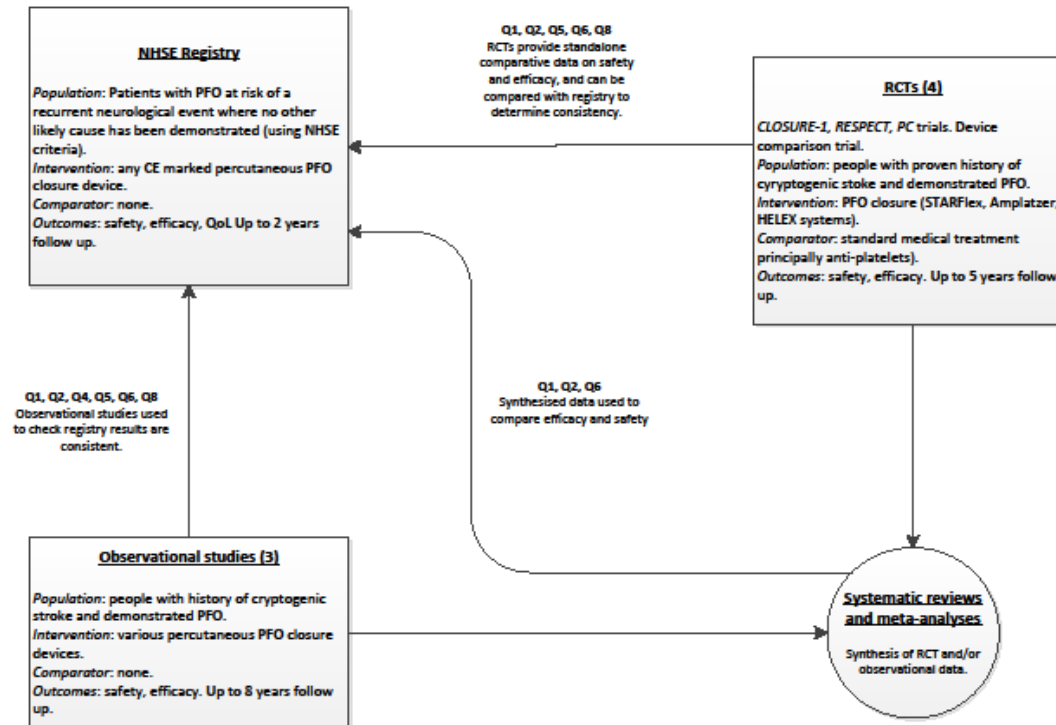 NHSE Registry
Population: Patients with PFO at risk of a
recurrent neurological event where no other
likely cause has been demonstrated (using NHSE
criteria).
Intervention: any CE marked percutaneous PFO
closure device.
Comparator: none.
Outcomes: safety, efficacy, QoL Up to 2 years
follow up.
Q1, Q2, Q5, Q6, Q8
RCTs provide standalone
comparative data on safety
and efficacy, and can be
compared with registry to
determine consistency.
RCTs (4)
CLOSURE-1, RESPECT, PC trials. Device
comparison trial.
Population: people with proven history of
cyryptogenic stoke and demonstrated PFO.
Intervention: PFO closure (STARFlex, Amplatzer,
HELEX systems).
Comparator: standard medical treatment
principally anti-platelets).
Outcomes: safety, efficacy. Up to 5 years follow
up.
Q1, Q2, Q4, Q5, Q6, Q8
Observational studies used
to check registry results are
consistent.
Q1, Q2, Q6
Synthesised data used to
compare efficacy and safety
Observational studies (3)
Population: people with history of cryptogenic
stroke and demonstrated PFO.
Intervention: various percutaneous PFO closure
devices.
Comparator: none.
Outcomes: safety, efficacy. Up to 8 years follow
up.
Systematic reviews
and meta-analyses
Synthesis of RCT and/or
observational data.